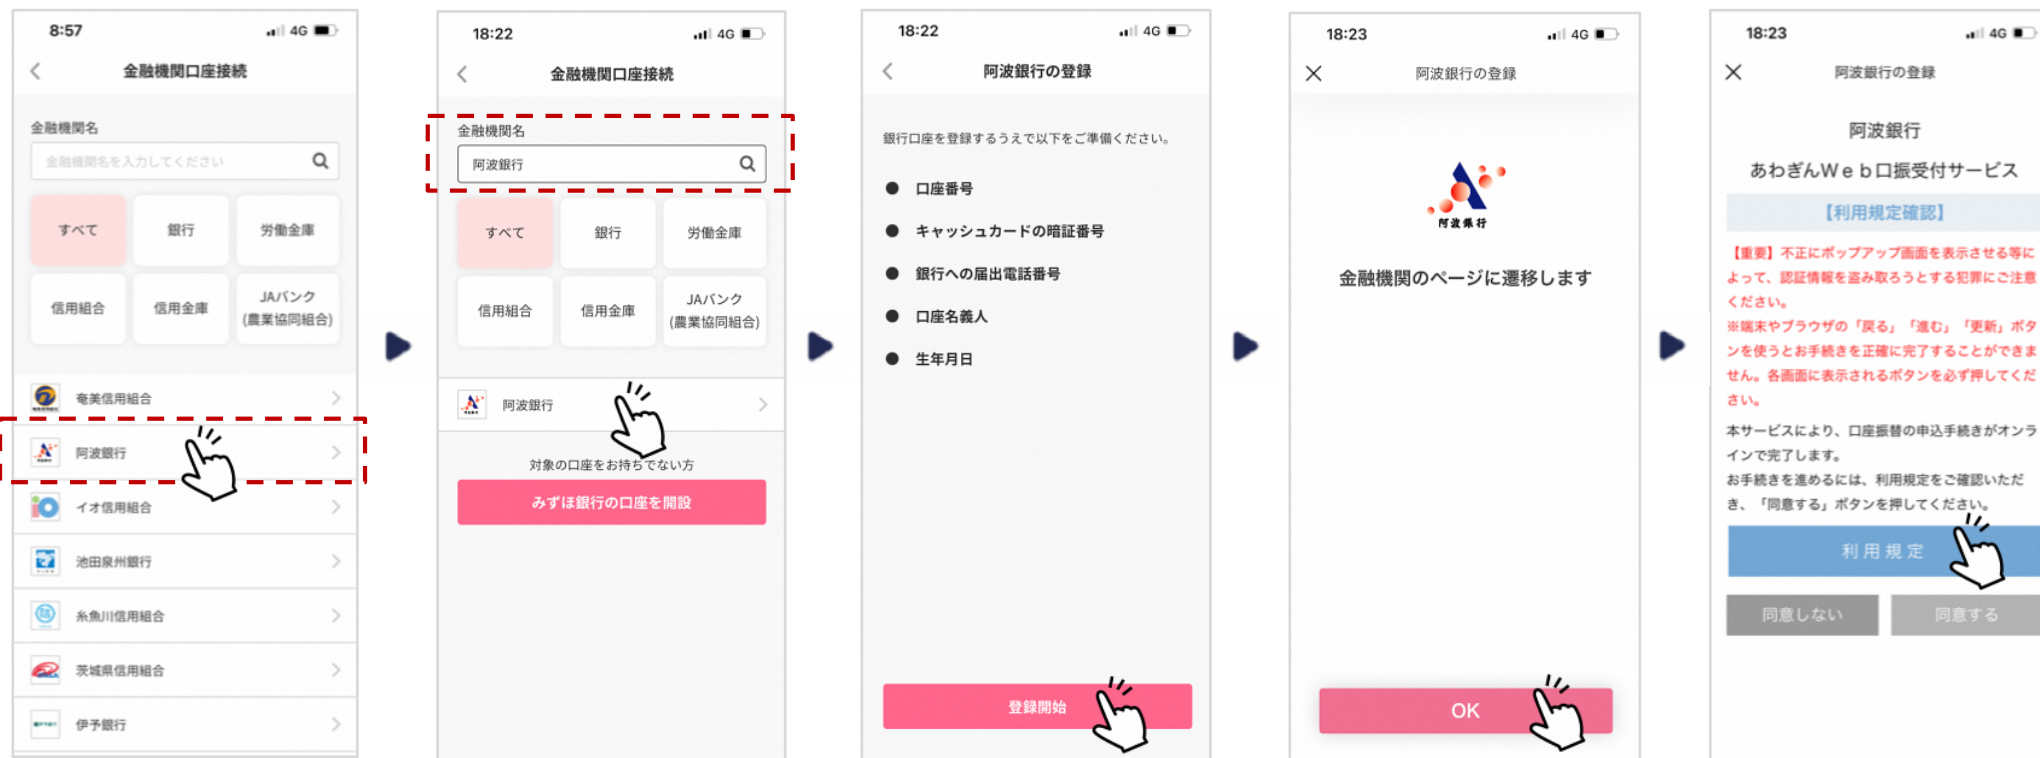 8:57
4G
金融機関口座接続
金融機関名
金融機関名を入力してください
すべて
銀行
労働金庫
信用組合
信用金庫
JAバンク
(農業協同組合)
奄美信用組合
阿波銀行
イオ信用組合
池田泉州銀行
糸魚川信用組合
茨城県信用組合
伊予銀行
18:22
4G
金融機関口座接続
金融機関名
阿波銀行
すべて
銀行
労働金庫
信用組合
信用金庫
JAバンク
(農業協同組合)
阿波銀行
対象の口座をお持ちでない方
みずほ銀行の口座を開設
18:22
4G
阿波銀行の登録
銀行口座を登録するうえで以下をご準備ください。
● 口座番号
● キャッシュカードの暗証番号
● 銀行への届出電話番号
● 口座名義人
● 生年月日
登録開始
18:23
4G
阿波銀行の登録
阿波銀行
金融機関のページに遷移します
OK
18:23
4G
阿波銀行の登録
阿波銀行
あわぎんWeb口振受付サービス
【利用規定確認】
【重要】不正にポップアップ画面を表示させる等に
よって、認証情報を盗み取ろうとする犯罪にご注意
ください。
※端末やブラウザの「戻る」「進む」「更新」ボタ
ンを使うとお手続きを正確に完了することができま
せん。各画面に表示されるボタンを必ず押してくだ
さい。
本サービスにより、口座振替の申込手続きがオンラ
インで完了します。
お手続きを進めるには、利用規定をご確認いただ
き、「同意する」ボタンを押してください。
利用規定
同意しない
同意する